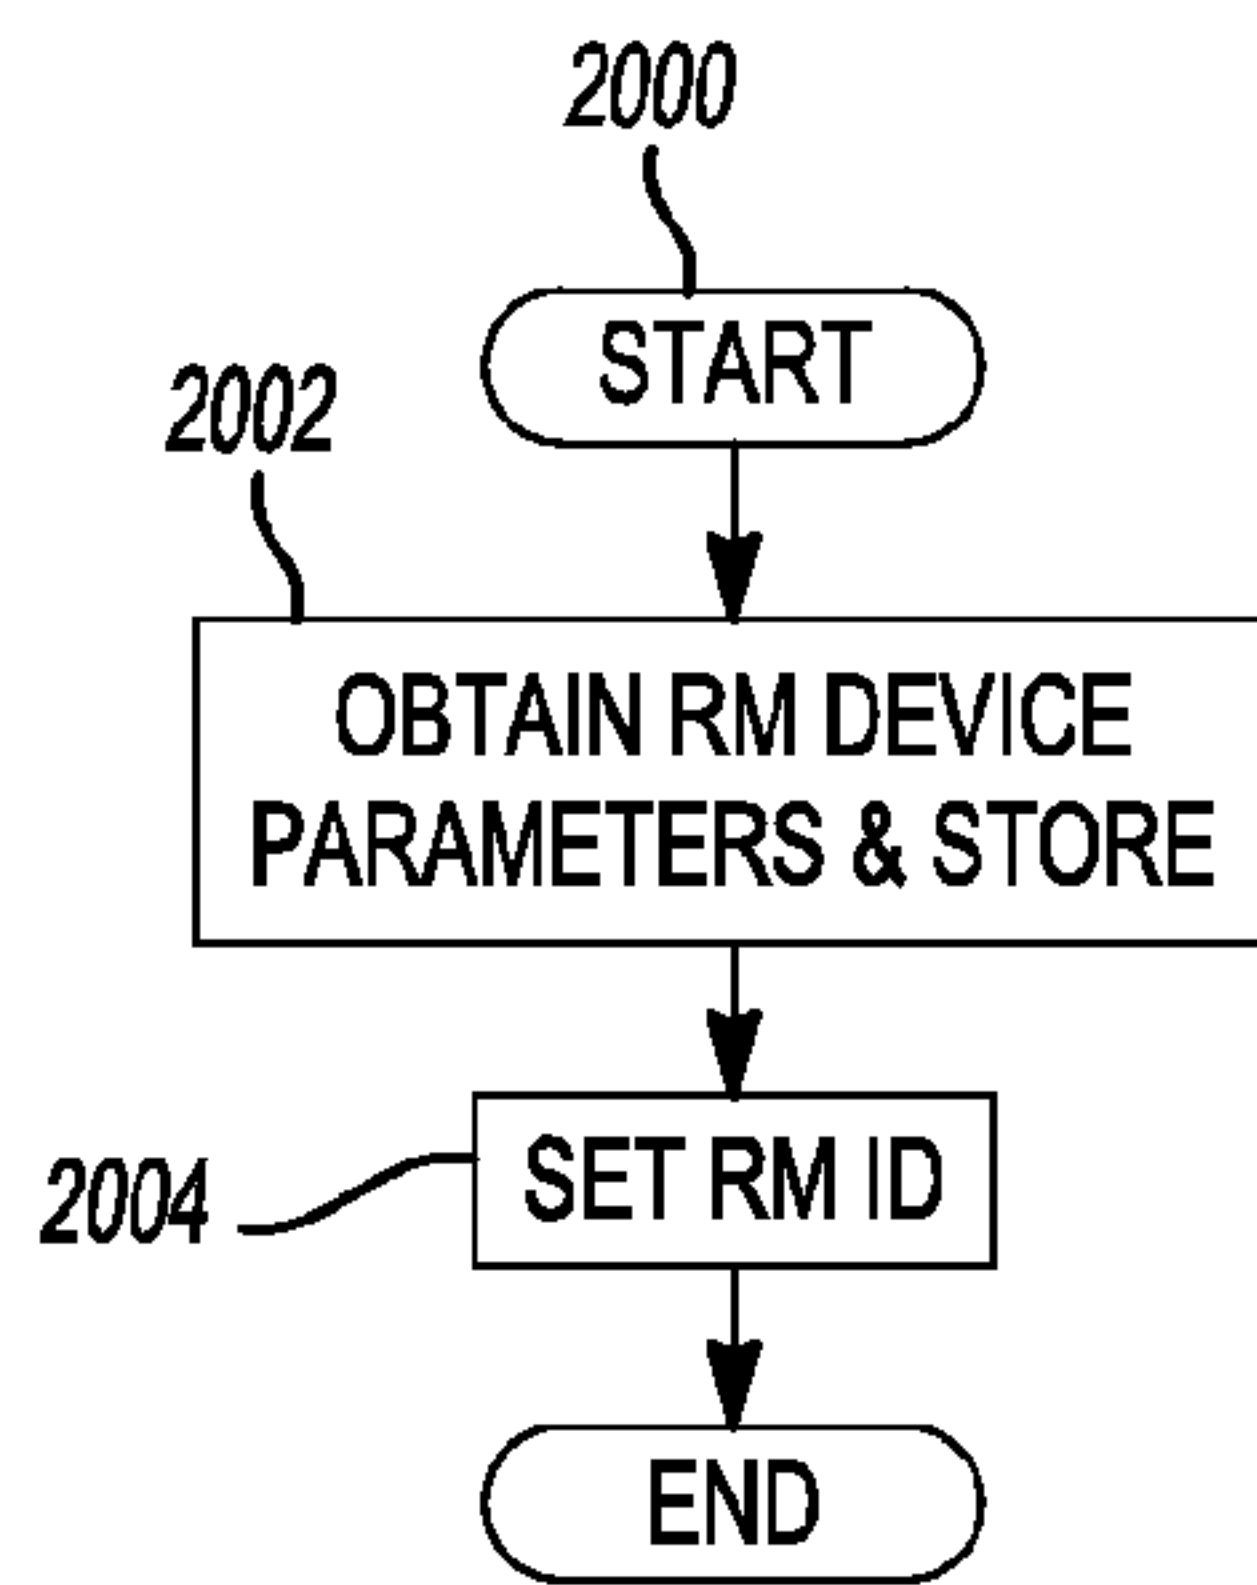 2000
START
2002
OBTAIN RM DEVICE
PARAMETERS & STORE
SET RM ID
2004
END